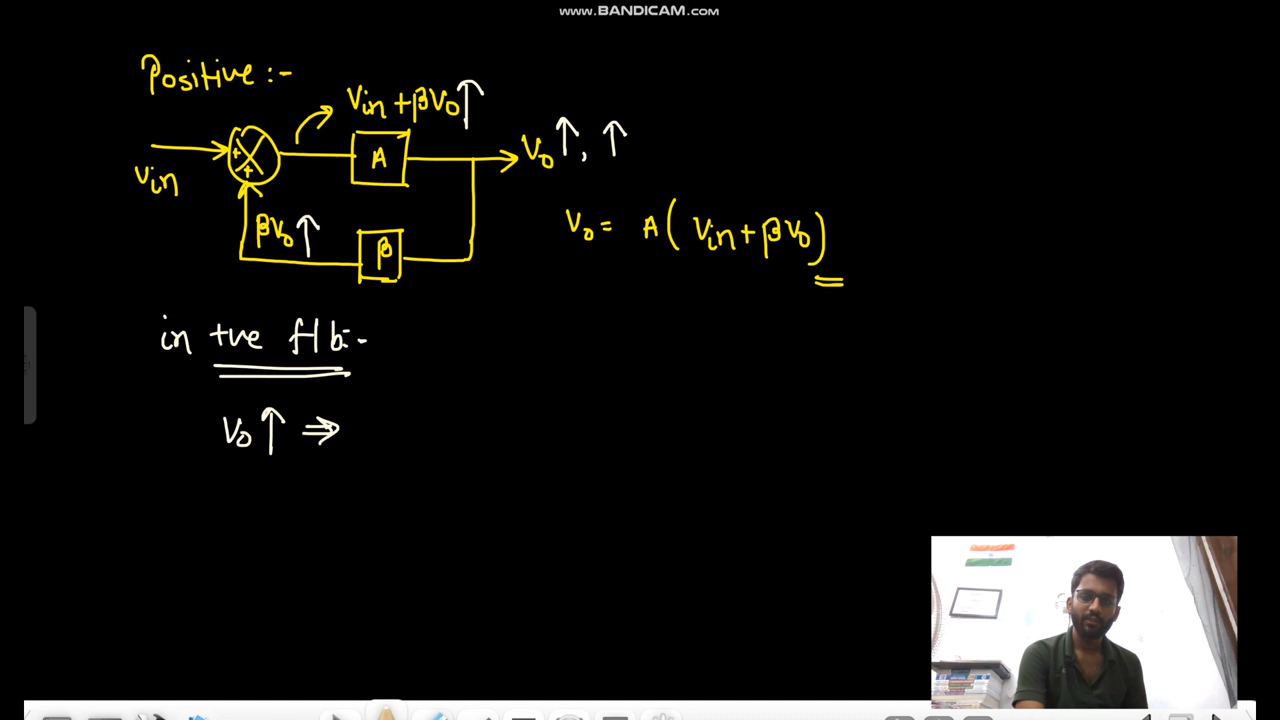 www.BANDICAM.com
Positive :-
Vin + βVo ↑
Vin
+
+
A
Vo ↑, ↑
βVo ↑
β
Vo = A( Vin + βVo )
in +ve f/b :-
Vo ↑ ⇒